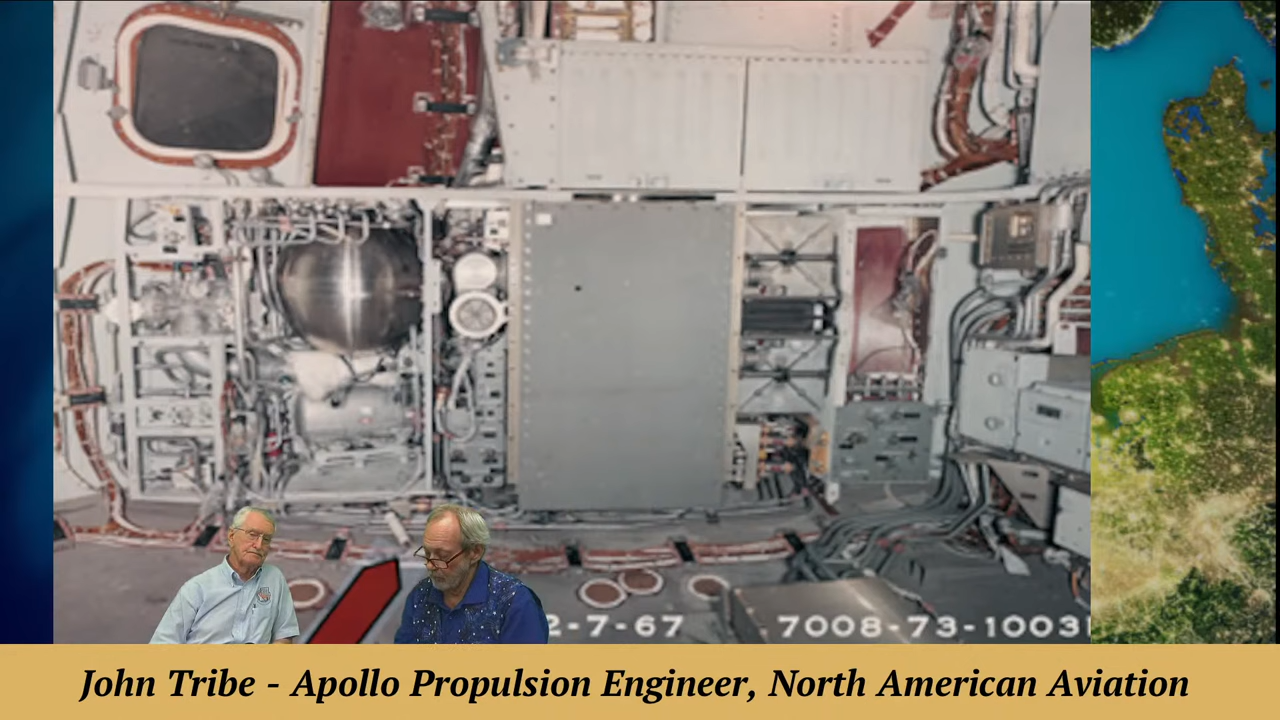 2-7-67
7008-73-1003
John Tribe - Apollo Propulsion Engineer, North American Aviation